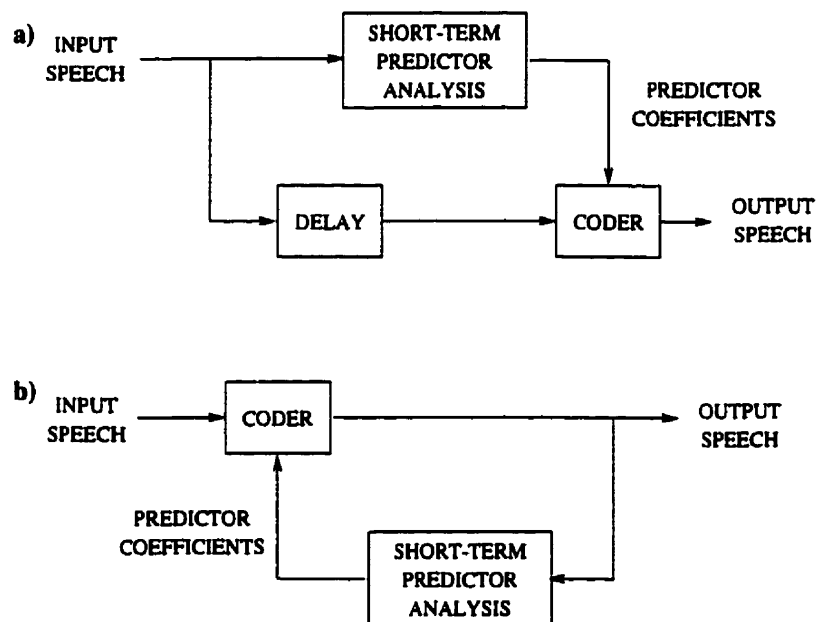 a)
INPUT
SPEECH
SHORT-TERM
PREDICTOR
ANALYSIS
PREDICTOR
COEFFICIENTS
DELAY
CODER
OUTPUT
SPEECH
b)
INPUT
SPEECH
CODER
OUTPUT
SPEECH
PREDICTOR
COEFFICIENTS
SHORT-TERM
PREDICTOR
ANALYSIS